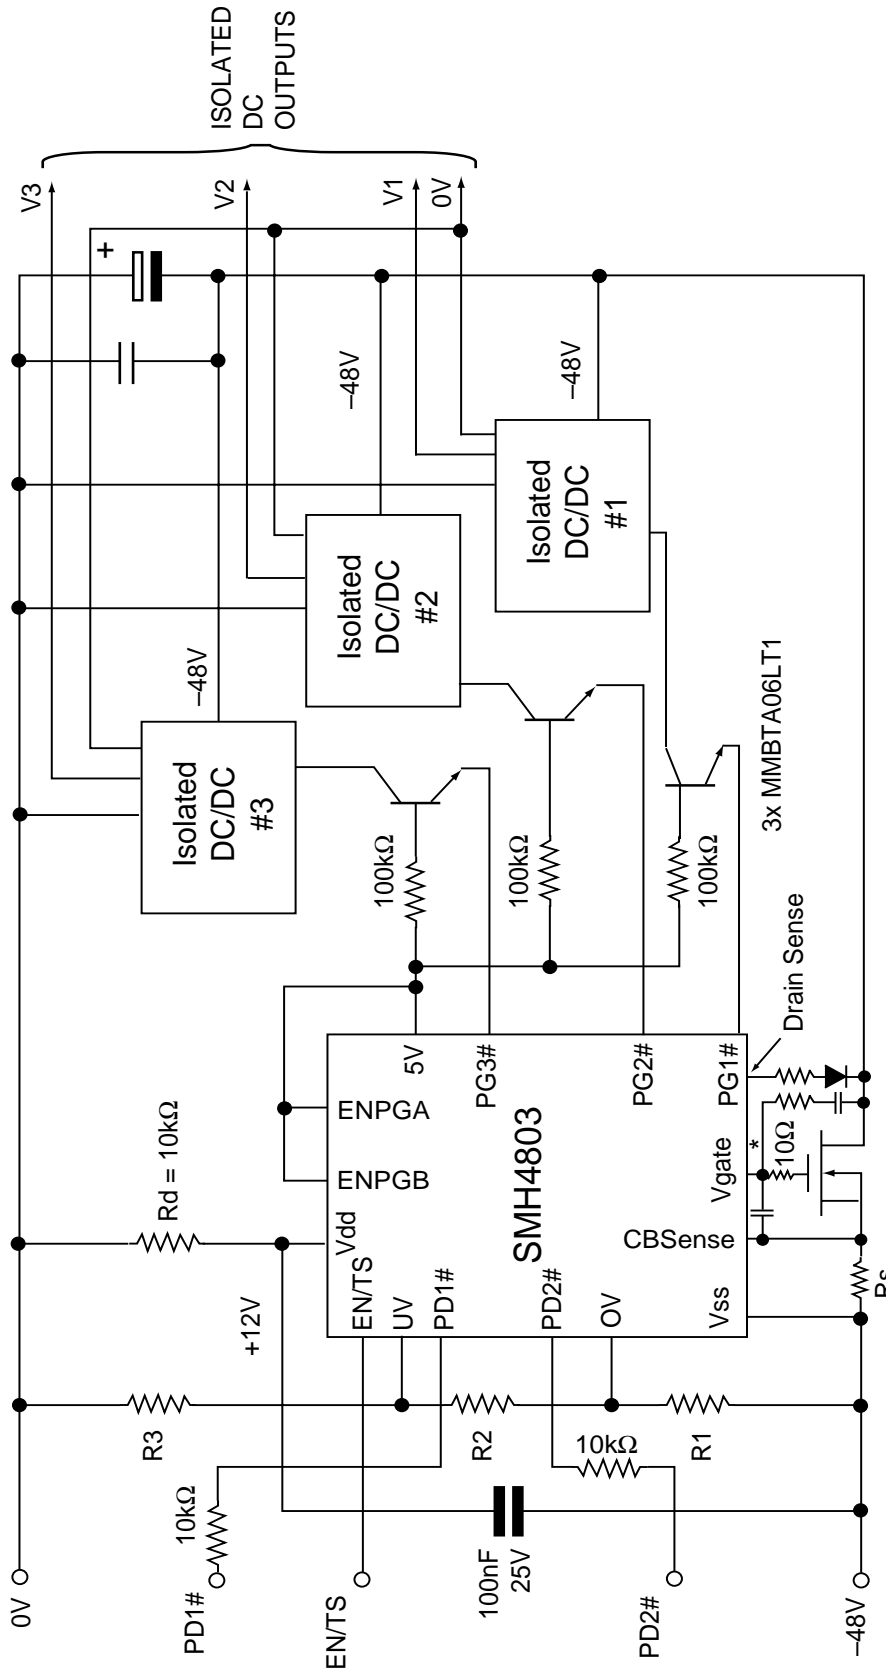 0V
PD1#
10kΩ
EN/TS
100nF
25V
PD2#
10kΩ
–48V
R3
R2
R1
+12V
Rd = 10kΩ
Vdd
ENPGB
ENPGA
5V
EN/TS
UV
PD1#
PD2#
OV
Vss
SMH4803
CBSense
Vgate
PG3#
PG2#
PG1#
Rs
*
10Ω
Drain Sense
100kΩ
100kΩ
100kΩ
3x MMBTA06LT1
Isolated
DC/DC
#3
–48V
Isolated
DC/DC
#2
–48V
Isolated
DC/DC
#1
–48V
+
V3
V2
V1
0V
ISOLATED
DC
OUTPUTS